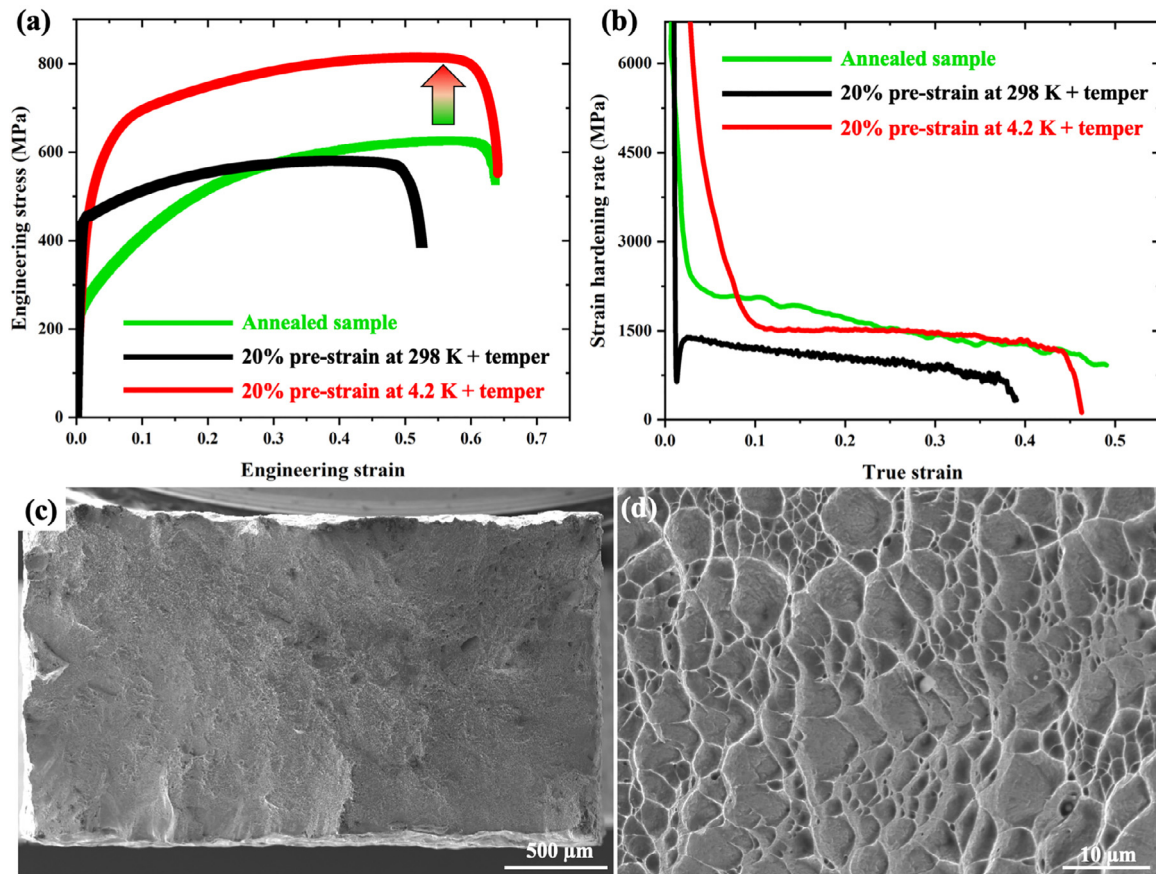 (a)
Engineering stress (MPa)
800
600
400
200
0
Annealed sample
20% pre-strain at 298 K + temper
20% pre-strain at 4.2 K + temper
0.0 0.1 0.2 0.3 0.4 0.5 0.6 0.7
Engineering strain
(b)
Strain hardening rate (MPa)
6000
4500
3000
1500
0
Annealed sample
20% pre-strain at 298 K + temper
20% pre-strain at 4.2 K + temper
0.0 0.1 0.2 0.3 0.4 0.5
True strain
(c)
500 μm
(d)
10 μm